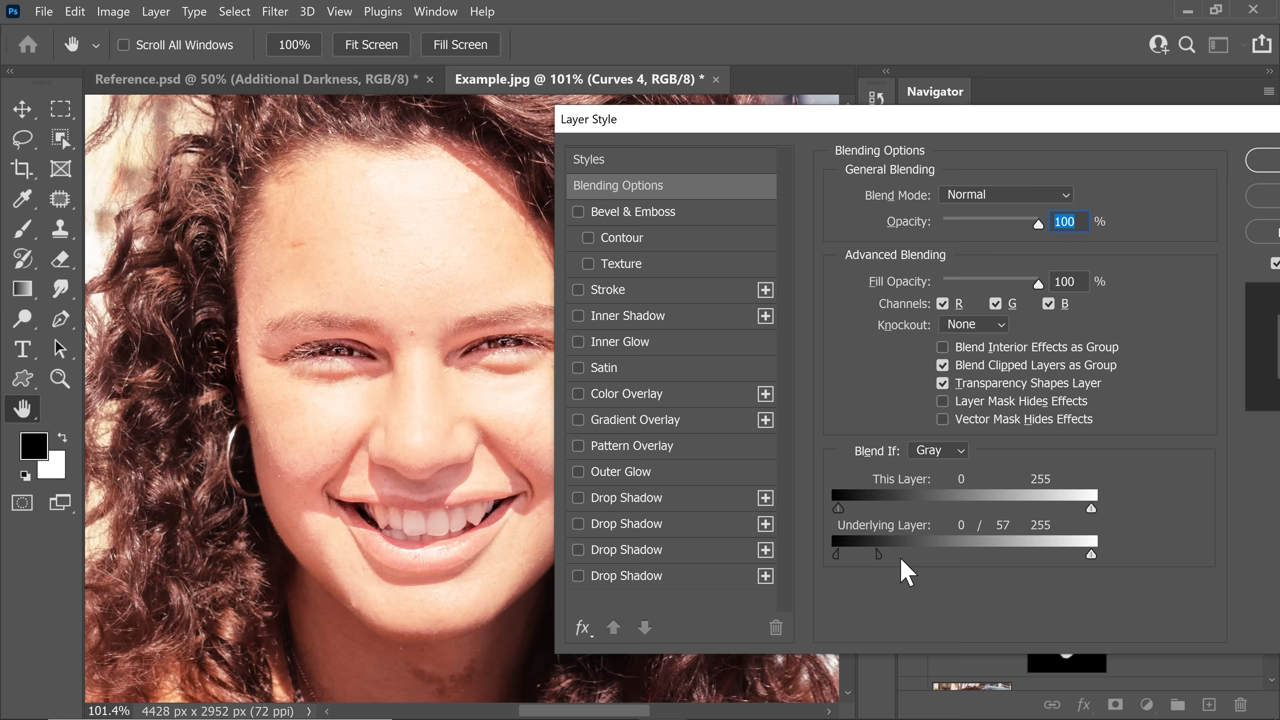 Ps File Edit Image Layer Type Select Filter 3D View Plugins Window Help
Scroll All Windows 100% Fit Screen Fill Screen
Reference.psd @ 50% (Additional Darkness, RGB/8) * × Example.jpg @ 101% (Curves 4, RGB/8) * × Navigator
Layer Style
Styles
Blending Options
Bevel & Emboss
Contour
Texture
Stroke
Inner Shadow
Inner Glow
Satin
Color Overlay
Gradient Overlay
Pattern Overlay
Outer Glow
Drop Shadow
Drop Shadow
Drop Shadow
Drop Shadow
fx
Blending Options
General Blending
Blend Mode: Normal
Opacity: 100 %
Advanced Blending
Fill Opacity: 100 %
Channels: R G B
Knockout: None
Blend Interior Effects as Group
Blend Clipped Layers as Group
Transparency Shapes Layer
Layer Mask Hides Effects
Vector Mask Hides Effects
Blend If: Gray
This Layer: 0 255
Underlying Layer: 0 / 57 255
101.4% 4428 px x 2952 px (72 ppi)
fx